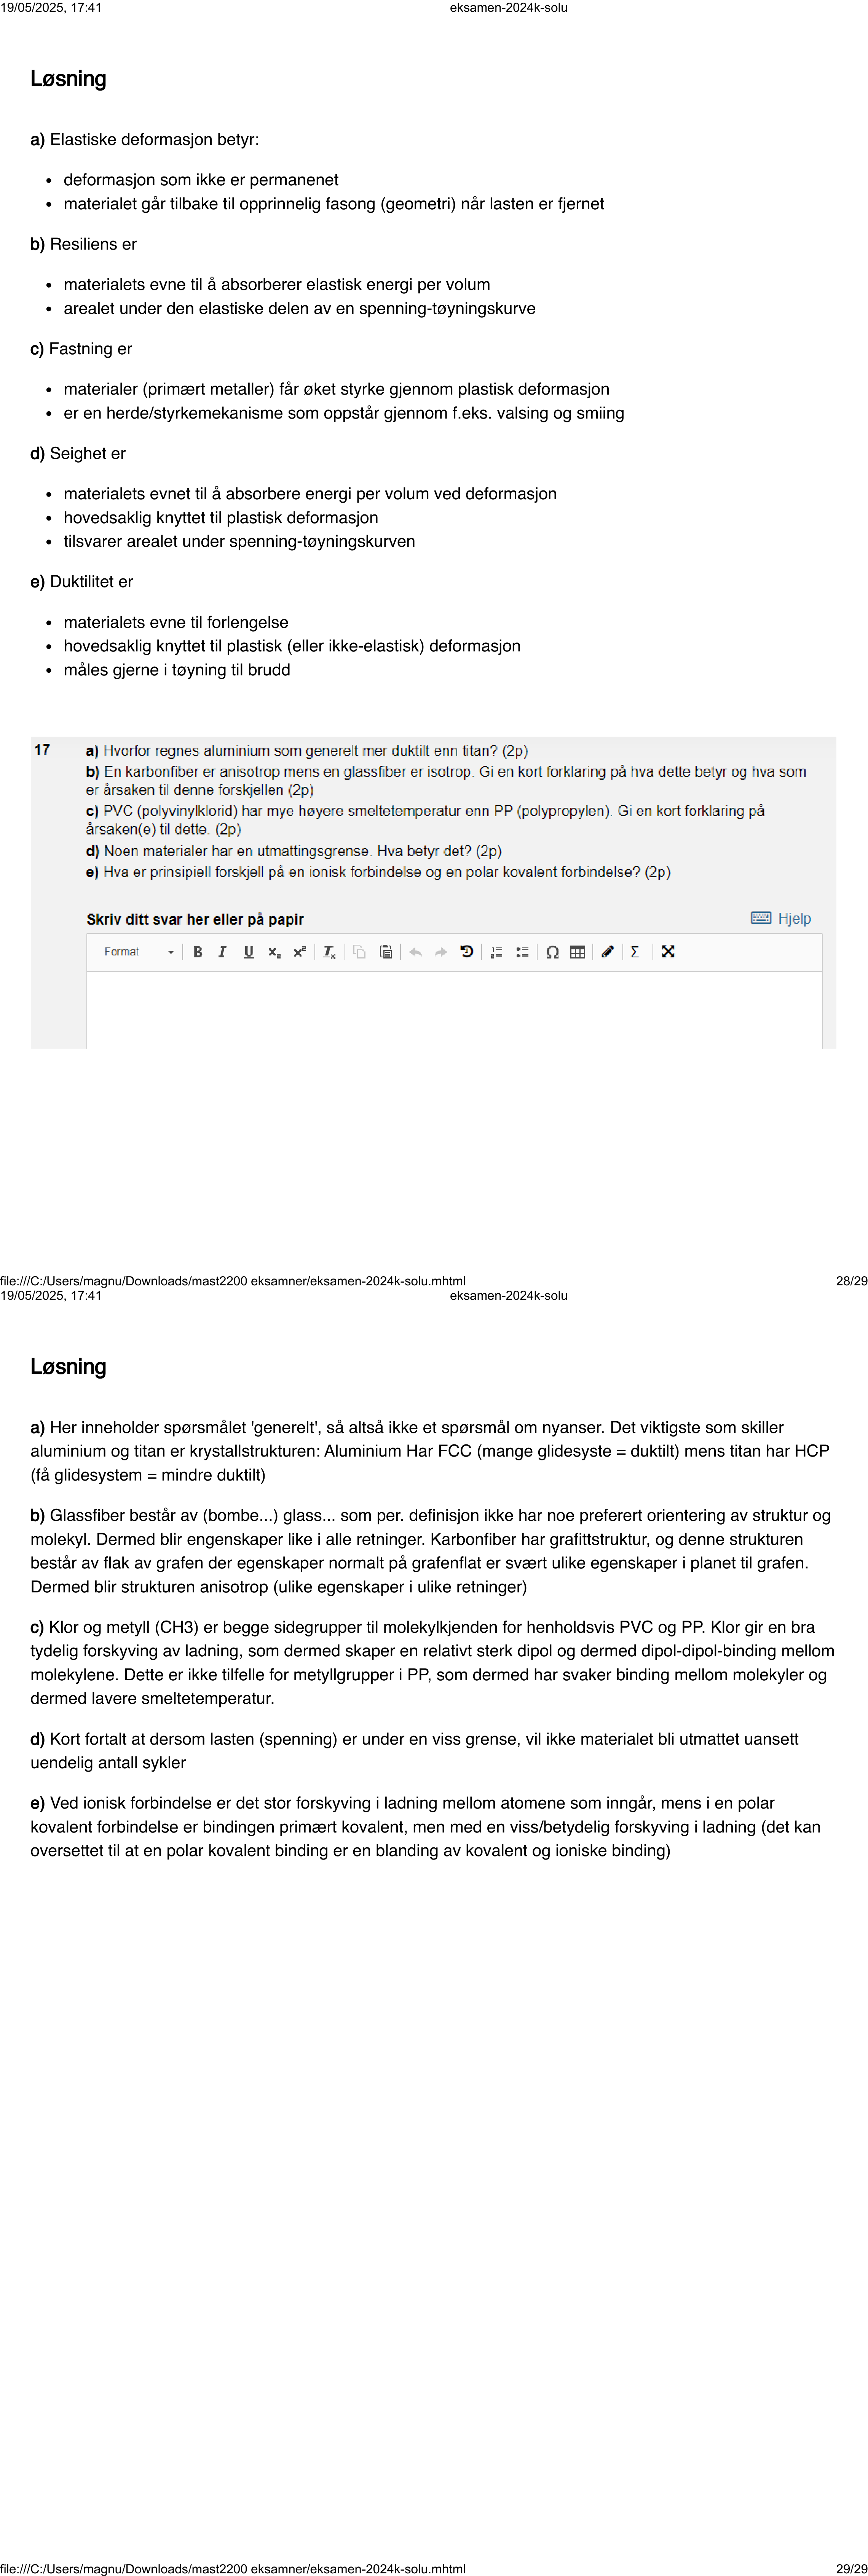 19/05/2025, 17:41
eksamen-2024k-solu
Løsning
a) Elastiske deformasjon betyr:
• deformasjon som ikke er permanenet
• materialet går tilbake til opprinnelig fasong (geometri) når lasten er fjernet
b) Resiliens er
• materialets evne til å absorberer elastisk energi per volum
• arealet under den elastiske delen av en spenning-tøyningskurve
c) Fastning er
• materialer (primært metaller) får øket styrke gjennom plastisk deformasjon
• er en herde/styrkemekanisme som oppstår gjennom f.eks. valsing og smiing
d) Seighet er
• materialets evnet til å absorbere energi per volum ved deformasjon
• hovedsaklig knyttet til plastisk deformasjon
• tilsvarer arealet under spenning-tøyningskurven
e) Duktilitet er
• materialets evne til forlengelse
• hovedsaklig knyttet til plastisk (eller ikke-elastisk) deformasjon
• måles gjerne i tøyning til brudd
17
a) Hvorfor regnes aluminium som generelt mer duktilt enn titan? (2p)
b) En karbonfiber er anisotrop mens en glassfiber er isotrop. Gi en kort forklaring på hva dette betyr og hva som
er årsaken til denne forskjellen (2p)
c) PVC (polyvinylklorid) har mye høyere smeltetemperatur enn PP (polypropylen). Gi en kort forklaring på
årsaken(e) til dette. (2p)
d) Noen materialer har en utmattingsgrense. Hva betyr det? (2p)
e) Hva er prinsipiell forskjell på en ionisk forbindelse og en polar kovalent forbindelse? (2p)
Skriv ditt svar her eller på papir
Hjelp
Format
B I U x₂ x² Tx Ω Σ
file:///C:/Users/magnu/Downloads/mast2200 eksamner/eksamen-2024k-solu.mhtml
28/29
19/05/2025, 17:41
eksamen-2024k-solu
Løsning
a) Her inneholder spørsmålet 'generelt', så altså ikke et spørsmål om nyanser. Det viktigste som skiller
aluminium og titan er krystallstrukturen: Aluminium Har FCC (mange glidesyste = duktilt) mens titan har HCP
(få glidesystem = mindre duktilt)
b) Glassfiber består av (bombe...) glass... som per. definisjon ikke har noe preferert orientering av struktur og
molekyl. Dermed blir engenskaper like i alle retninger. Karbonfiber har grafittstruktur, og denne strukturen
består av flak av grafen der egenskaper normalt på grafenflat er svært ulike egenskaper i planet til grafen.
Dermed blir strukturen anisotrop (ulike egenskaper i ulike retninger)
c) Klor og metyll (CH3) er begge sidegrupper til molekylkjenden for henholdsvis PVC og PP. Klor gir en bra
tydelig forskyving av ladning, som dermed skaper en relativt sterk dipol og dermed dipol-dipol-binding mellom
molekylene. Dette er ikke tilfelle for metyllgrupper i PP, som dermed har svaker binding mellom molekyler og
dermed lavere smeltetemperatur.
d) Kort fortalt at dersom lasten (spenning) er under en viss grense, vil ikke materialet bli utmattet uansett
uendelig antall sykler
e) Ved ionisk forbindelse er det stor forskyving i ladning mellom atomene som inngår, mens i en polar
kovalent forbindelse er bindingen primært kovalent, men med en viss/betydelig forskyving i ladning (det kan
oversettet til at en polar kovalent binding er en blanding av kovalent og ioniske binding)
file:///C:/Users/magnu/Downloads/mast2200 eksamner/eksamen-2024k-solu.mhtml
29/29